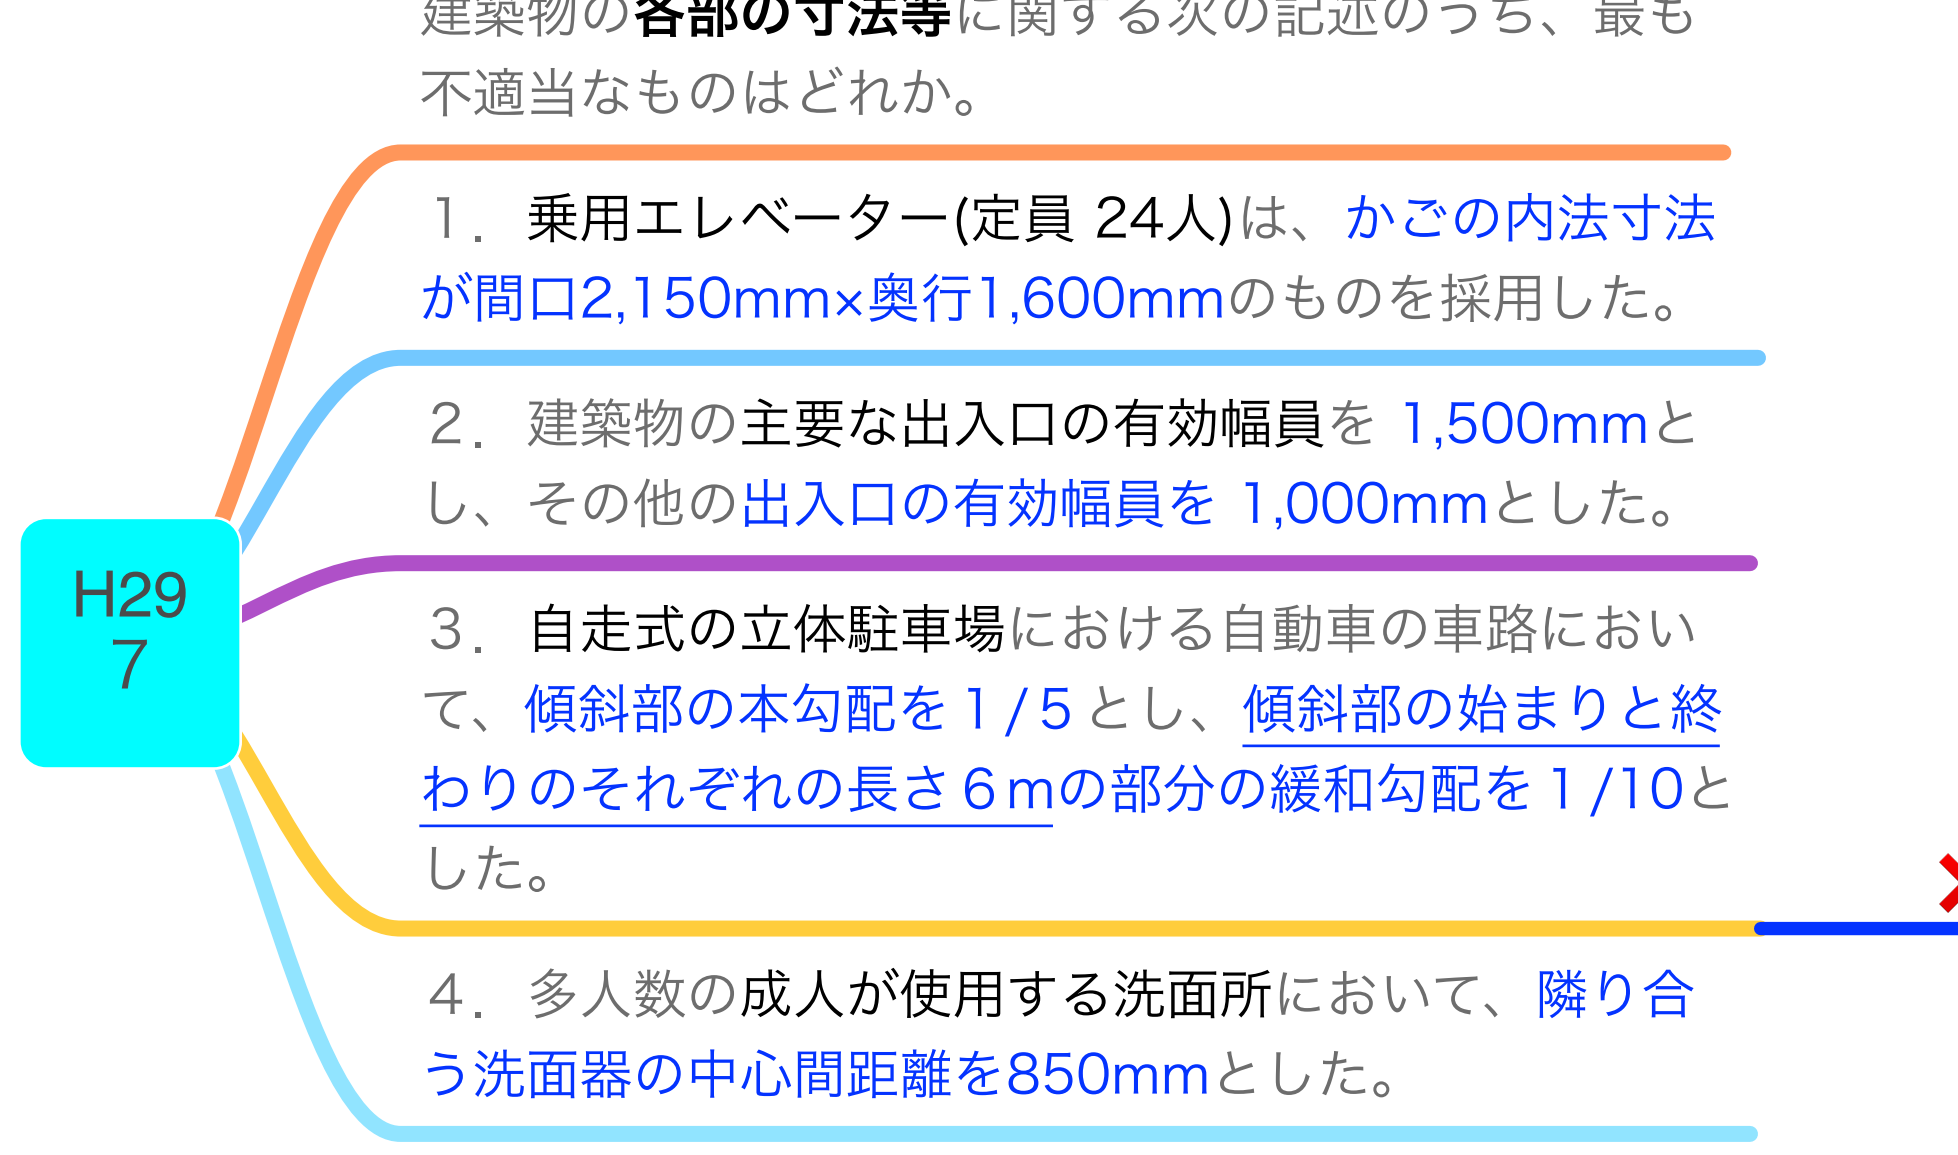 建築物の各部の寸法等に関する次の記述のうち、最も
不適当なものはどれか。
１．乗用エレベーター(定員 24人)は、かごの内法寸法
が間口2,150mm×奥行1,600mmのものを採用した。
２．建築物の主要な出入口の有効幅員を 1,500mmと
し、その他の出入口の有効幅員を 1,000mmとした。
H29
7
３．自走式の立体駐車場における自動車の車路におい
て、傾斜部の本勾配を１/５とし、傾斜部の始まりと終
わりのそれぞれの長さ６ｍの部分の緩和勾配を１/10と
した。
４．多人数の成人が使用する洗面所において、隣り合
う洗面器の中心間距離を850mmとした。